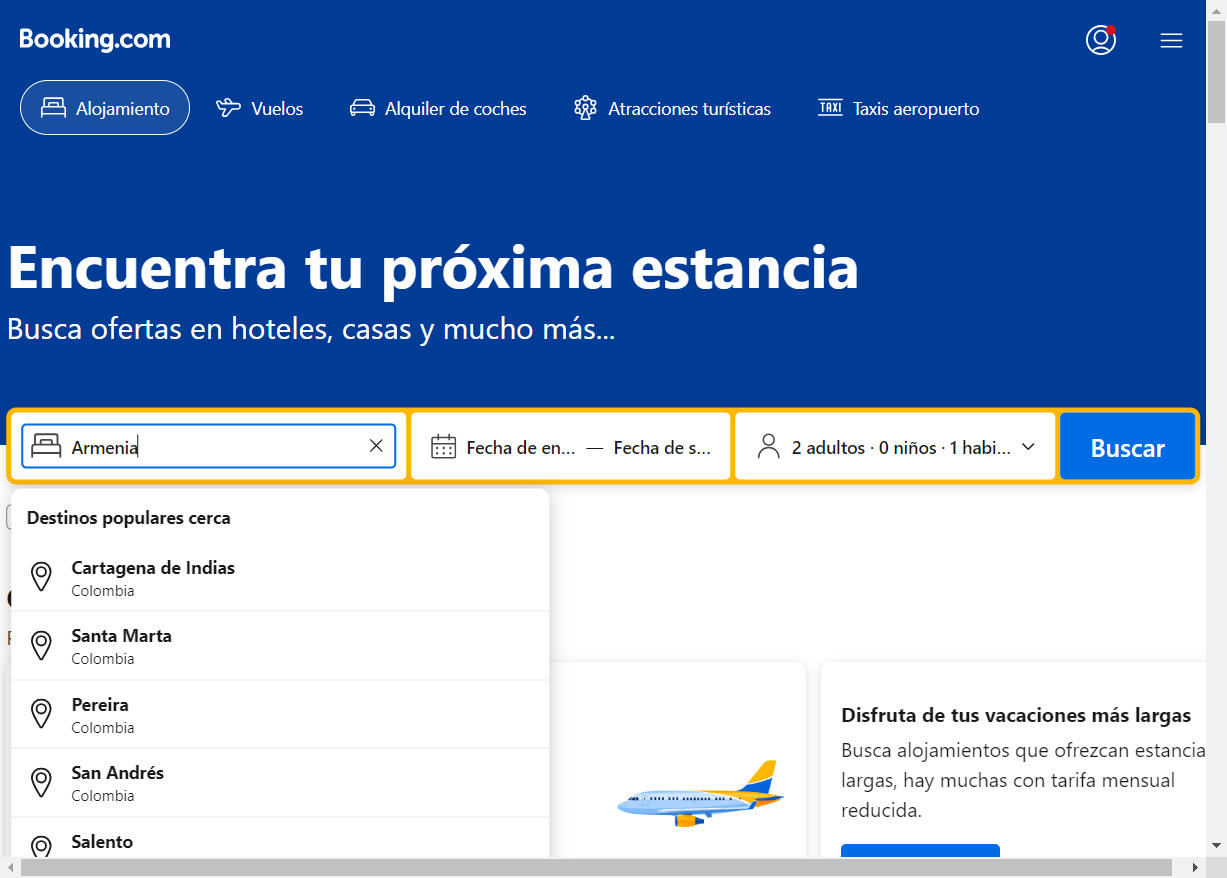 Booking.com
Alojamiento
Vuelos
Alquiler de coches
Atracciones turísticas
TAXI
Taxis aeropuerto
Encuentra tu próxima estancia
Busca ofertas en hoteles, casas y mucho más...
Armenia
Fecha de en... — Fecha de s...
2 adultos · 0 niños · 1 habi...
Buscar
Destinos populares cerca
Cartagena de Indias
Colombia
Santa Marta
Colombia
Pereira
Colombia
San Andrés
Colombia
Salento
Disfruta de tus vacaciones más largas
Busca alojamientos que ofrezcan estancia
largas, hay muchas con tarifa mensual
reducida.